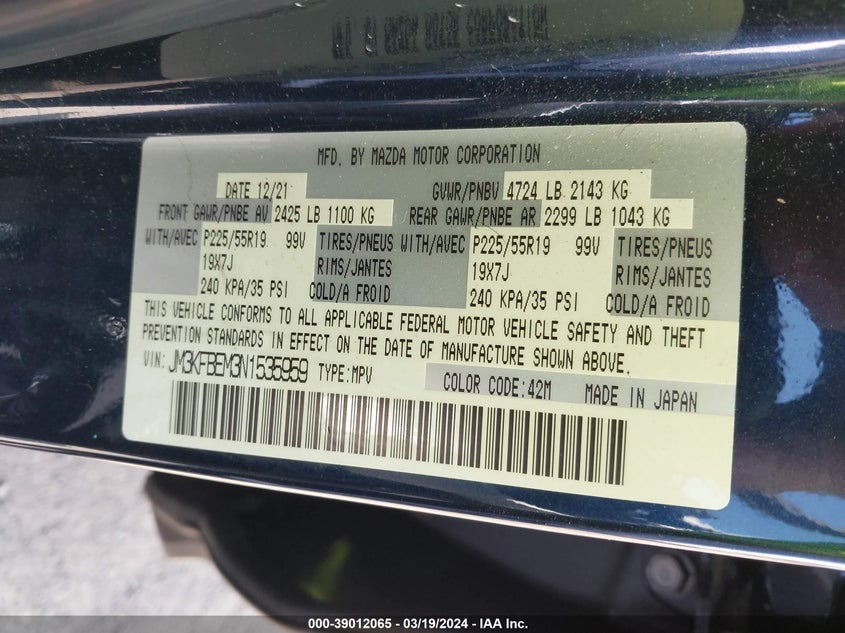 MFD. BY MAZDA MOTOR CORPORATION
DATE 12/21 GVWR/PNBV 4724 LB 2143 KG
FRONT GAWR/PNBE AV 2425 LB 1100 KG REAR GAWR/PNBE AR 2299 LB 1043 KG
WITH/AVEC P225/55R19 99V TIRES/PNEUS WITH/AVEC P225/55R19 99V TIRES/PNEUS
19X7J RIMS/JANTES 19X7J RIMS/JANTES
240 KPA/35 PSI COLD/A FROID 240 KPA/35 PSI COLD/A FROID
THIS VEHICLE CONFORMS TO ALL APPLICABLE FEDERAL MOTOR VEHICLE SAFETY AND THEFT
PREVENTION STANDARDS IN EFFECT ON THE DATE OF MANUFACTURE SHOWN ABOVE.
VIN: JM3KFBEM3N1535959 TYPE:MPV COLOR CODE:42M MADE IN JAPAN
000-39012065 - 03/19/2024 - IAA Inc.